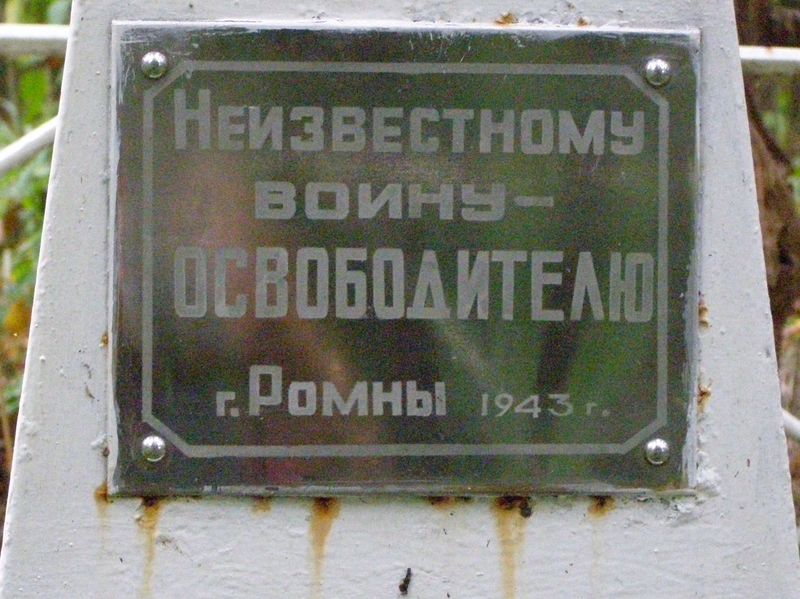 Неизвестному
воину-
ОСВОБОДИТЕЛЮ
г. Ромны 1943 г.